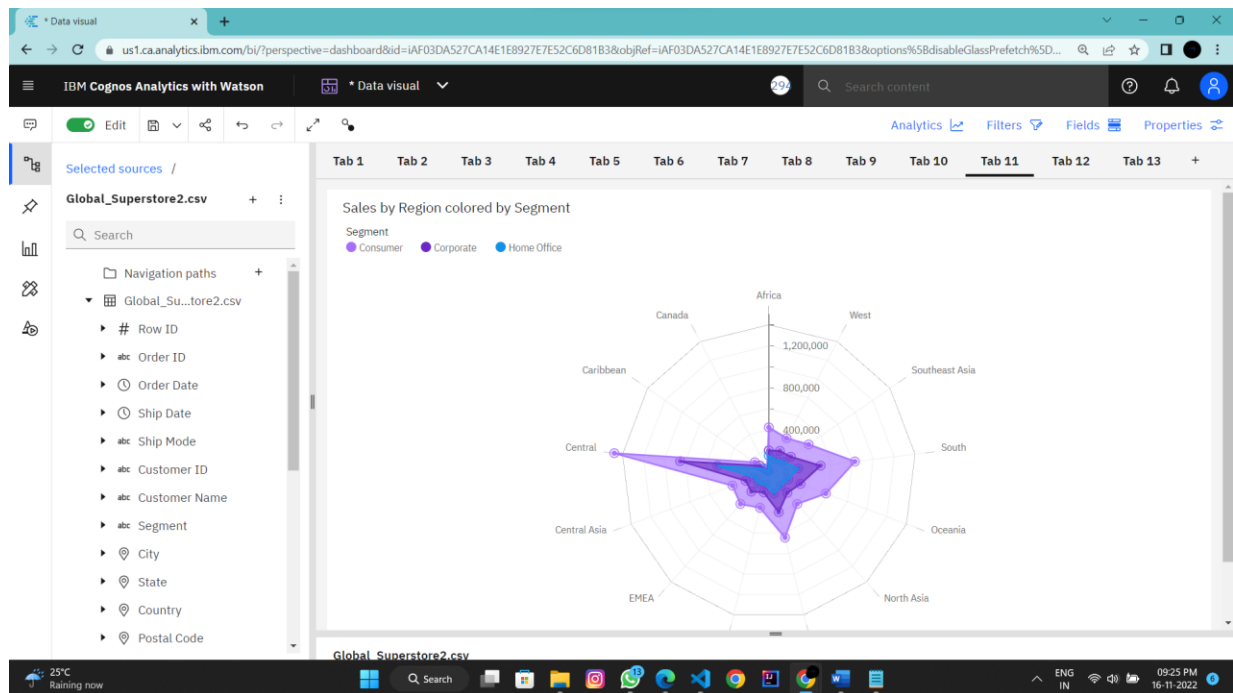 * Data visual
us1.ca.analytics.ibm.com/bi/?perspective=dashboard&id=iAF03DA527CA14E1E8927E7E52C6D81B3&objRef=iAF03DA527CA14E1E8927E7E52C6D81B3&options%5BdisableGlassPrefetch%5D...
IBM Cognos Analytics with Watson
* Data visual
294
Search content
Edit
Analytics
Filters
Fields
Properties
Selected sources /
Global_Superstore2.csv
Search
Navigation paths
Global_Su...tore2.csv
# Row ID
abc Order ID
Order Date
Ship Date
abc Ship Mode
abc Customer ID
abc Customer Name
abc Segment
City
State
Country
Postal Code
Tab 1 Tab 2 Tab 3 Tab 4 Tab 5 Tab 6 Tab 7 Tab 8 Tab 9 Tab 10 Tab 11 Tab 12 Tab 13 +
Sales by Region colored by Segment
Segment
Consumer Corporate Home Office
Africa
Canada
West
1,200,000
Caribbean
Southeast Asia
800,000
400,000
Central
South
Central Asia
Oceania
EMEA
North Asia
Global_Superstore2.csv
25°C
Raining now
Search
13
ENG
IN
09:25 PM
16-11-2022
6